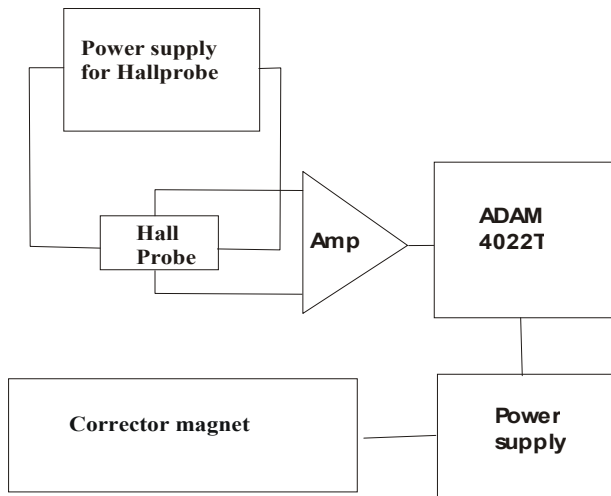 Power supply
for Hallprobe
Hall
Probe
Amp
ADAM
4022T
Corrector magnet
Power
supply